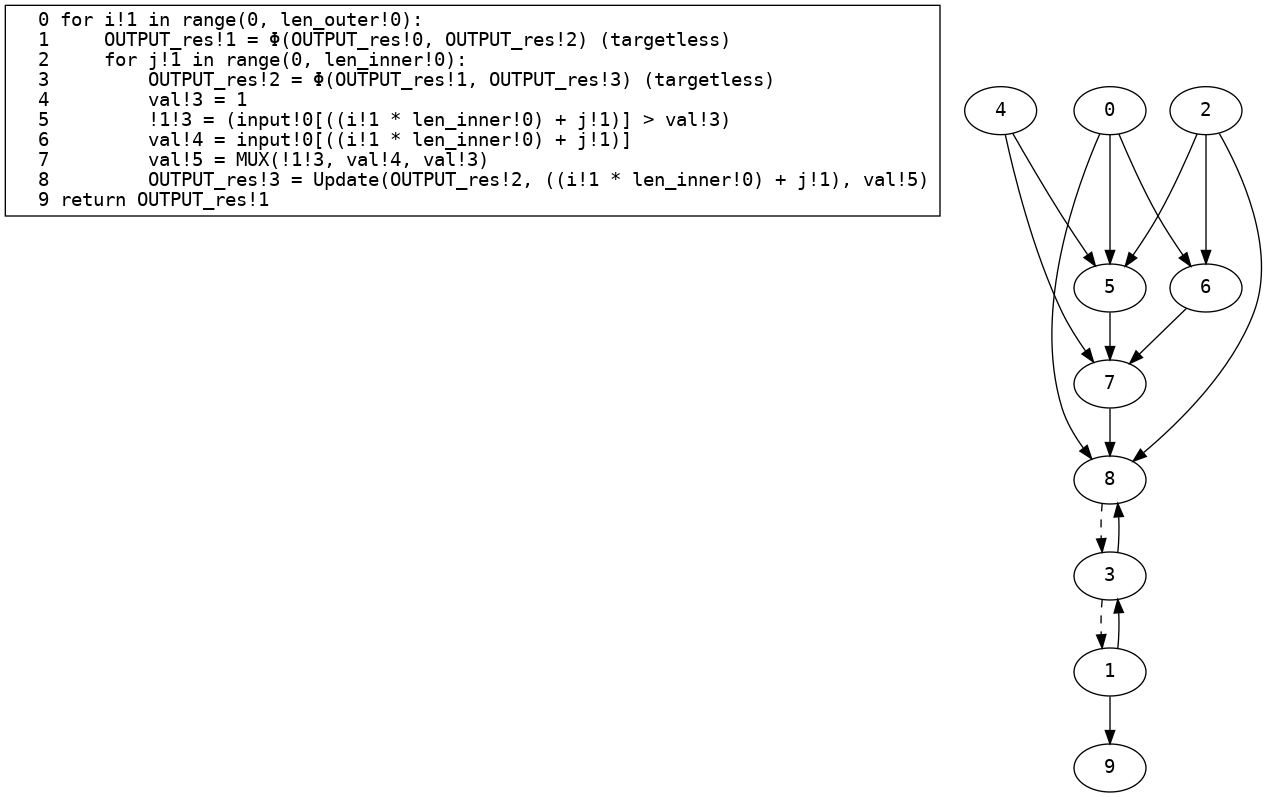 0 for i!1 in range(0, len_outer!0):
1     OUTPUT_res!1 = Φ(OUTPUT_res!0, OUTPUT_res!2) (targetless)
2     for j!1 in range(0, len_inner!0):
3         OUTPUT_res!2 = Φ(OUTPUT_res!1, OUTPUT_res!3) (targetless)
4         val!3 = 1
5         !1!3 = (input!0[((i!1 * len_inner!0) + j!1)] > val!3)
6         val!4 = input!0[((i!1 * len_inner!0) + j!1)]
7         val!5 = MUX(!1!3, val!4, val!3)
8         OUTPUT_res!3 = Update(OUTPUT_res!2, ((i!1 * len_inner!0) + j!1), val!5)
9 return OUTPUT_res!1
4 0 2
5 6
7
8
3
1
9